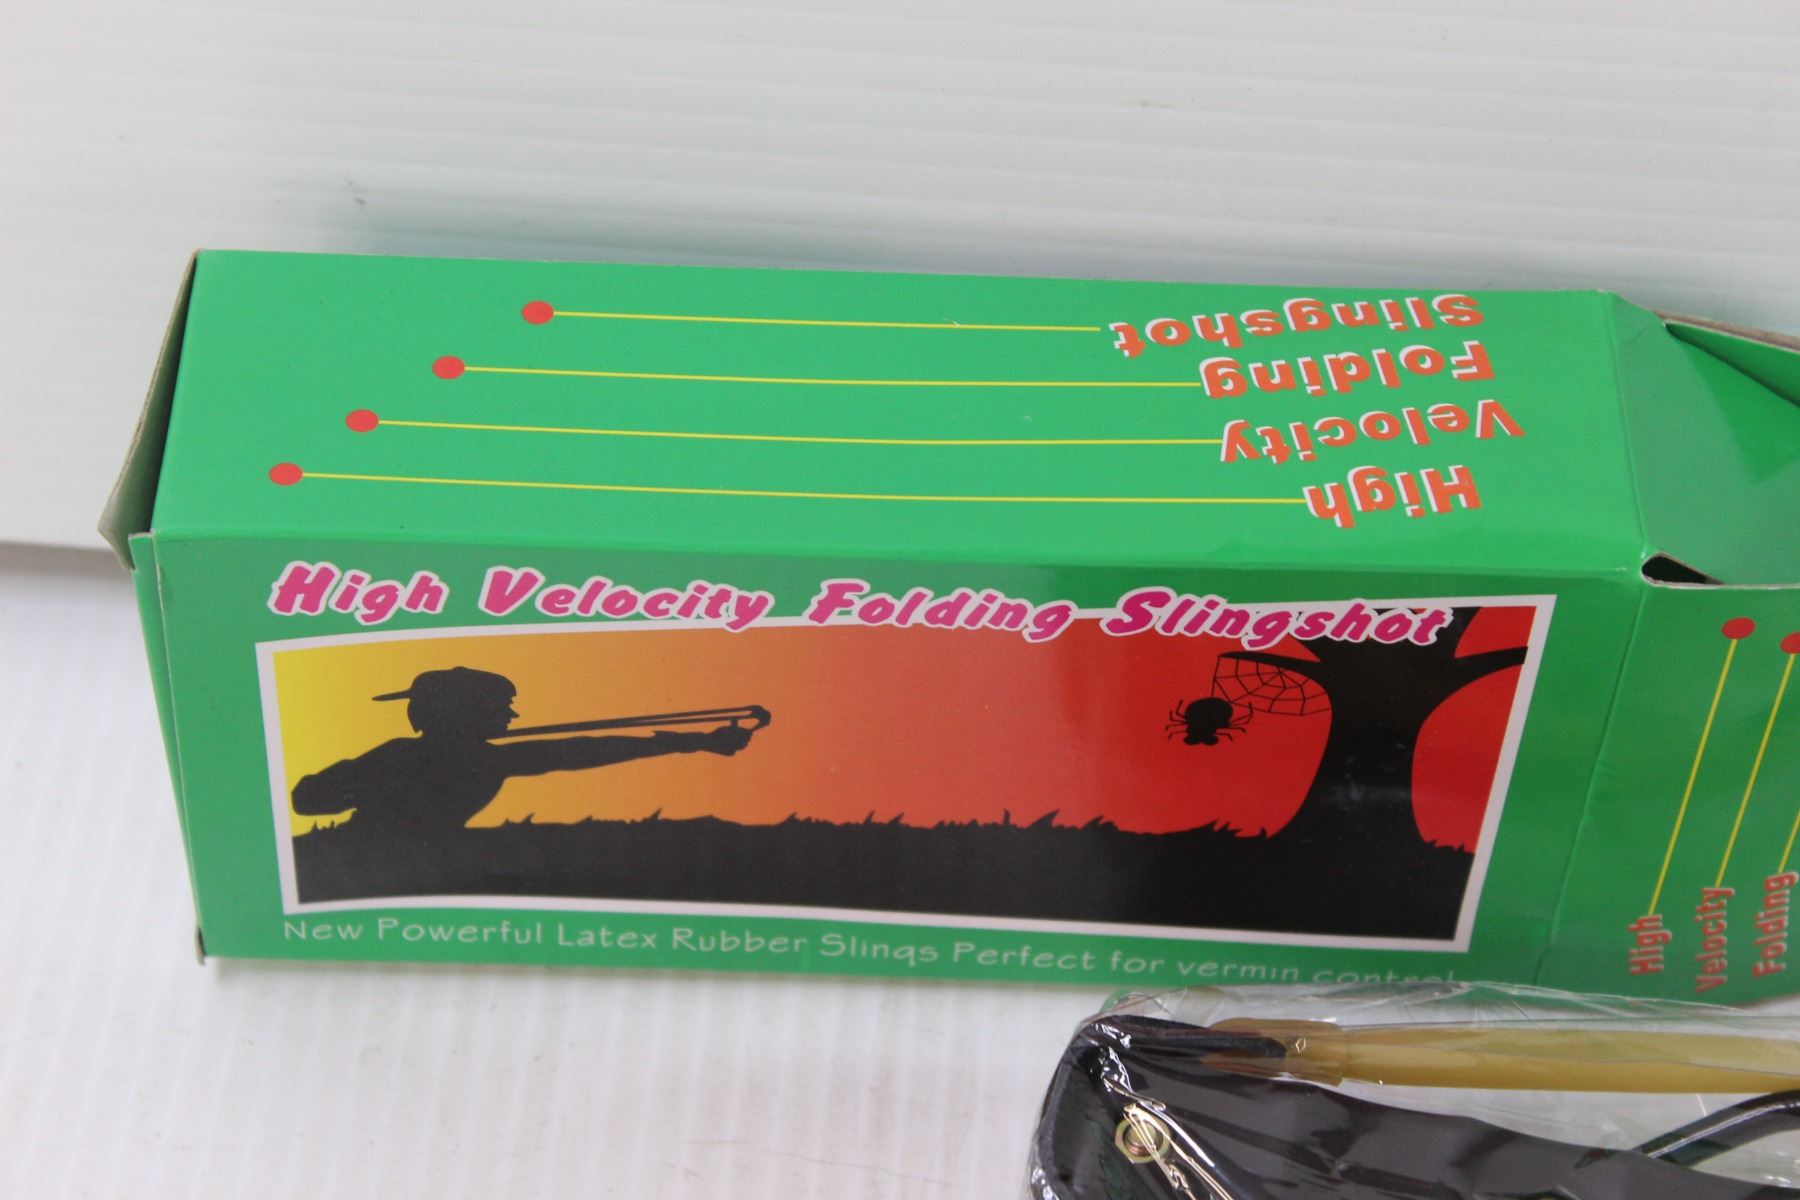 High
Velocity
Folding
Slingshot
High Velocity Folding Slingshot
New Powerful Latex Rubber Slings Perfect for vermin control
High
Velocity
Folding